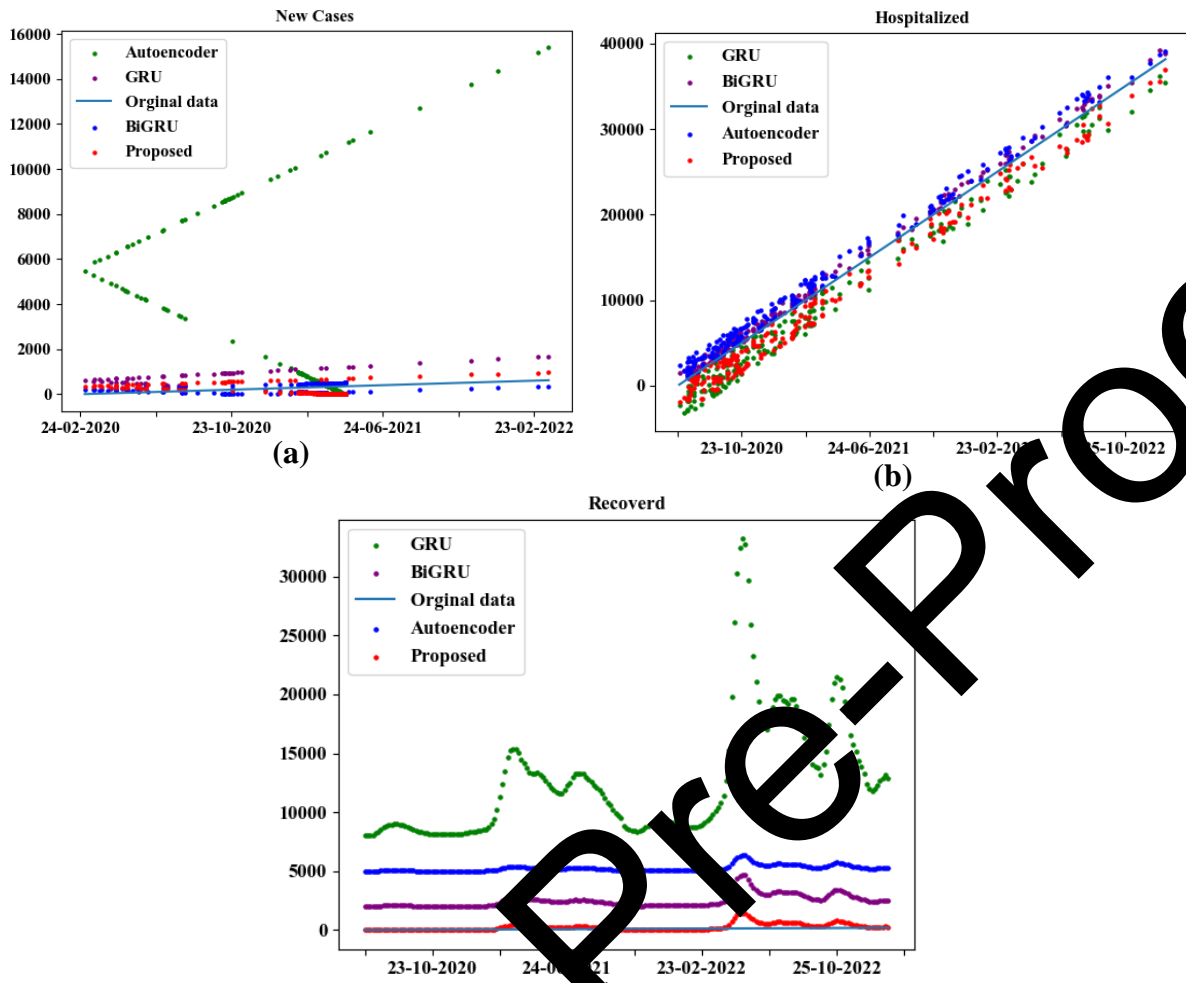 New Cases
16000
14000
12000
10000
8000
6000
4000
2000
0
Autoencoder
GRU
Orginal data
BiGRU
Proposed
24-02-2020 23-10-2020 24-06-2021 23-02-2022
(a)
Hospitalized
40000
30000
20000
10000
0
GRU
BiGRU
Orginal data
Autoencoder
Proposed
23-10-2020 24-06-2021 25-10-2022
(b)
Recoverd
30000
25000
20000
15000
10000
5000
0
GRU
BiGRU
Orginal data
Autoencoder
Proposed
23-10-2020 23-02-2022 25-10-2022